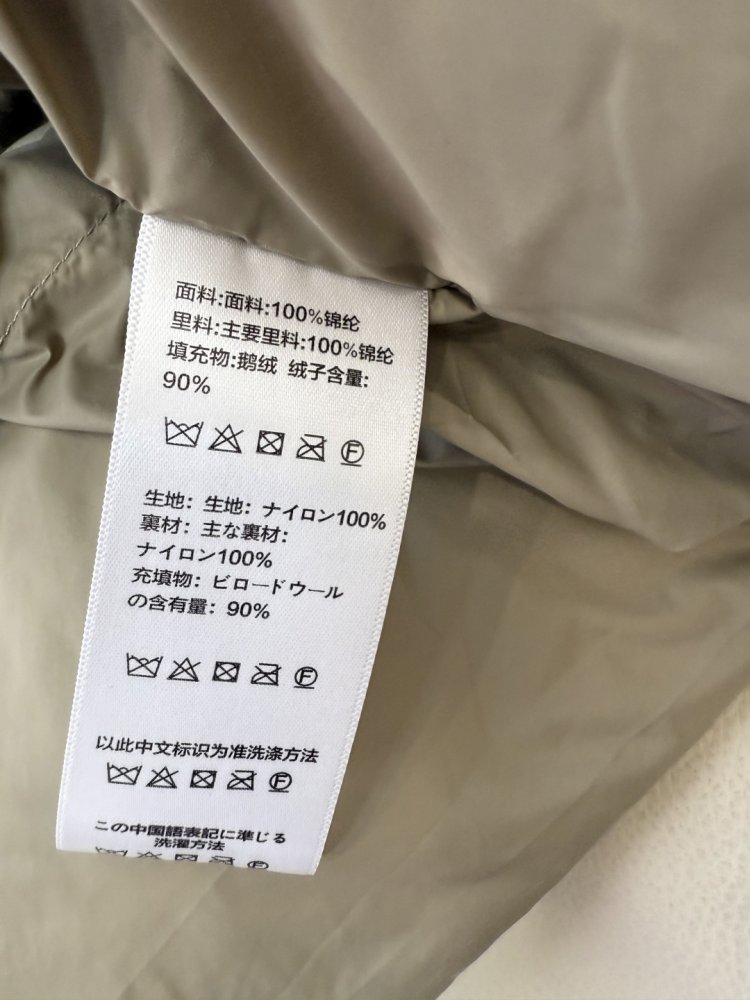 面料:面料:100%锦纶
里料:主要里料:100%锦纶
填充物:鹅绒 绒子含量:
90%
F
生地: 生地: ナイロン100%
裏材: 主な裏材:
ナイロン100%
充填物: ビロードウール
の含有量: 90%
F
以此中文标识为准洗涤方法
F
この中国語表記に準じる
洗濯方法